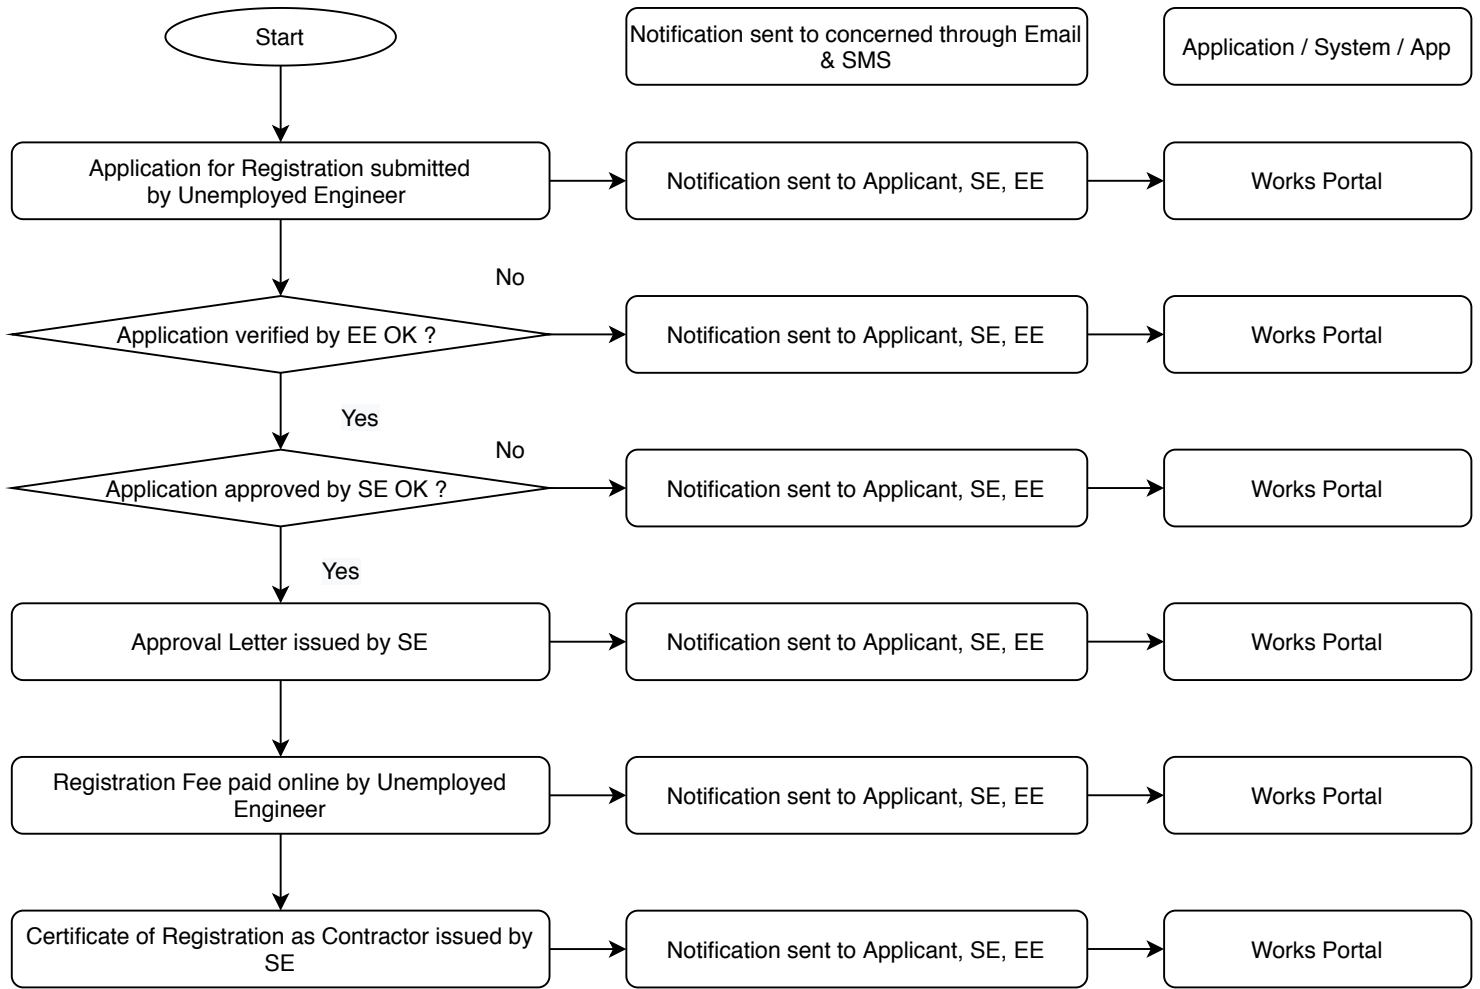 Start
Notification sent to concerned through Email
& SMS
Application / System / App
Application for Registration submitted
by Unemployed Engineer
Notification sent to Applicant, SE, EE
Works Portal
No
Application verified by EE OK ?
Notification sent to Applicant, SE, EE
Works Portal
Yes
No
Application approved by SE OK ?
Notification sent to Applicant, SE, EE
Works Portal
Yes
Approval Letter issued by SE
Notification sent to Applicant, SE, EE
Works Portal
Registration Fee paid online by Unemployed
Engineer
Notification sent to Applicant, SE, EE
Works Portal
Certificate of Registration as Contractor issued by
SE
Notification sent to Applicant, SE, EE
Works Portal